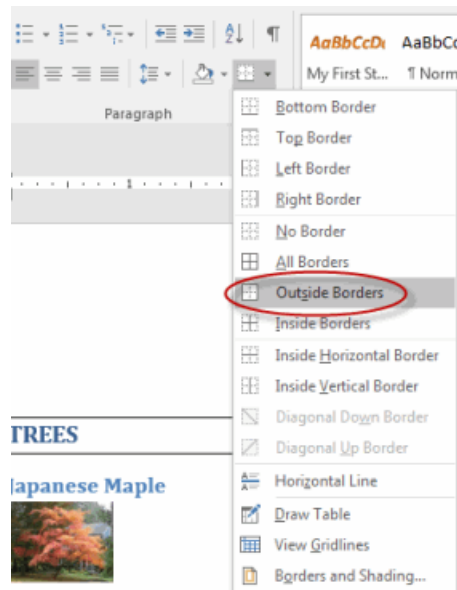 AaBbCcDc AaBbCc
My First St... ¶ Norm
Paragraph
1
Bottom Border
Top Border
Left Border
Right Border
No Border
All Borders
Outside Borders
Inside Borders
Inside Horizontal Border
Inside Vertical Border
Diagonal Down Border
Diagonal Up Border
Horizontal Line
Draw Table
View Gridlines
Borders and Shading...
TREES
Japanese Maple